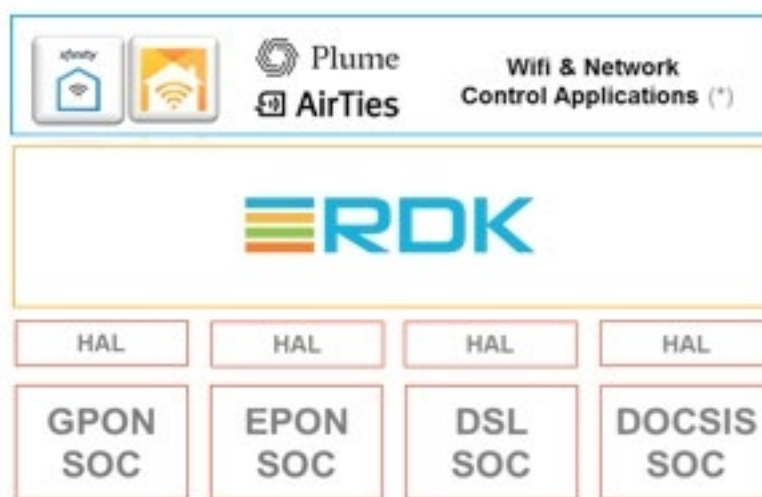 xfinity
Plume
AirTies
Wifi & Network
Control Applications (*)
RDK
HAL HAL HAL HAL
GPON EPON DSL DOCSIS
SOC SOC SOC SOC